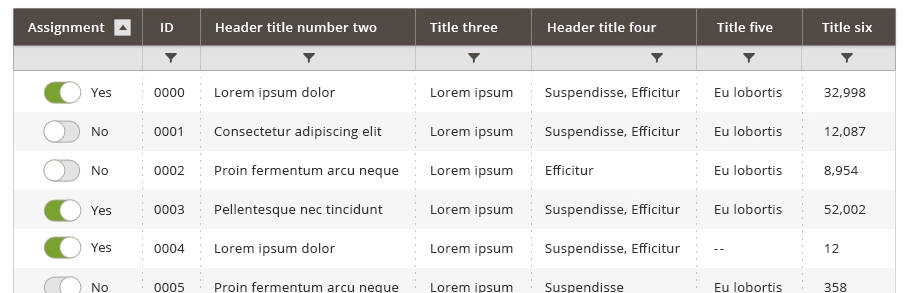 Assignment ID Header title number two Title three Header title four Title five Title six
Yes 0000 Lorem ipsum dolor Lorem ipsum Suspendisse, Efficitur Eu lobortis 32,998
No 0001 Consectetur adipiscing elit Lorem ipsum Suspendisse, Efficitur Eu lobortis 12,087
No 0002 Proin fermentum arcu neque Lorem ipsum Efficitur Eu lobortis 8,954
Yes 0003 Pellentesque nec tincidunt Lorem ipsum Suspendisse, Efficitur Eu lobortis 52,002
Yes 0004 Lorem ipsum dolor Lorem ipsum Suspendisse, Efficitur -- 12
No 0005 Proin fermentum arcu neque Lorem ipsum Suspendisse Eu lobortis 358